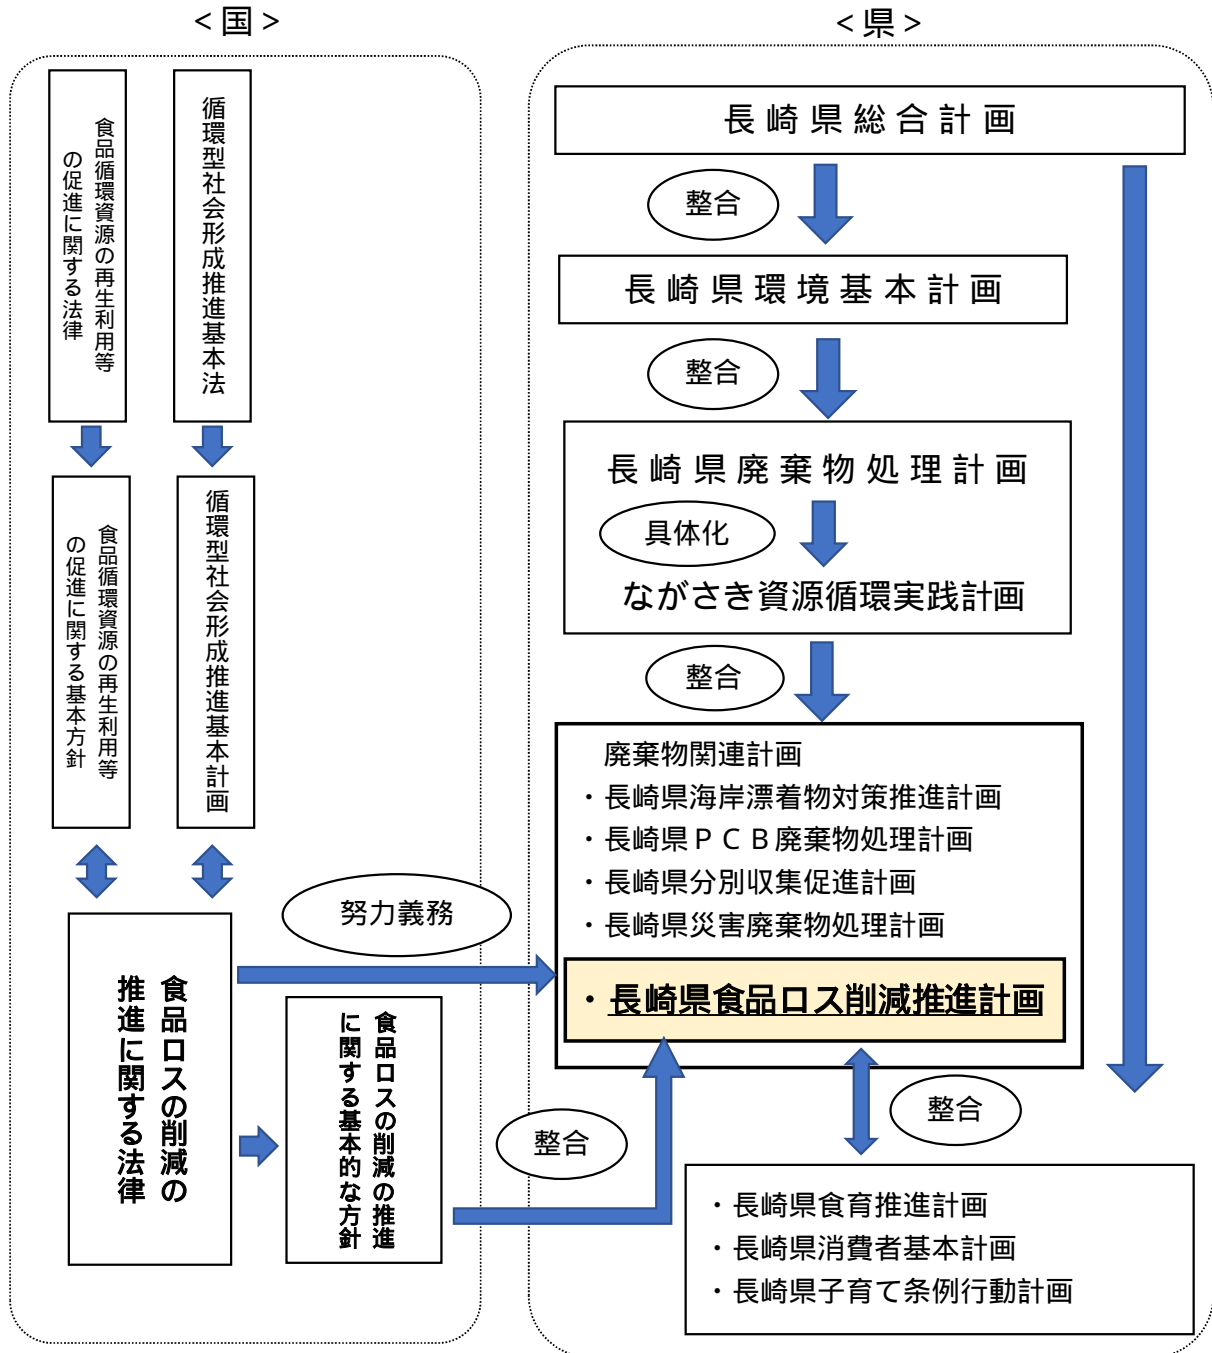 ＜国＞
食品循環資源の再生利用等
の促進に関する法律
循環型社会形成推進基本法
食品循環資源の再生利用等
の促進に関する基本方針
循環型社会形成推進基本計画
食品ロスの削減の
推進に関する法律
食品ロスの削減の推進
に関する基本的な方針
努力義務
整合
＜県＞
長崎県総合計画
整合
長崎県環境基本計画
整合
長崎県廃棄物処理計画
具体化
ながさき資源循環実践計画
整合
廃棄物関連計画
・長崎県海岸漂着物対策推進計画
・長崎県ＰＣＢ廃棄物処理計画
・長崎県分別収集促進計画
・長崎県災害廃棄物処理計画
・長崎県食品ロス削減推進計画
整合
・長崎県食育推進計画
・長崎県消費者基本計画
・長崎県子育て条例行動計画